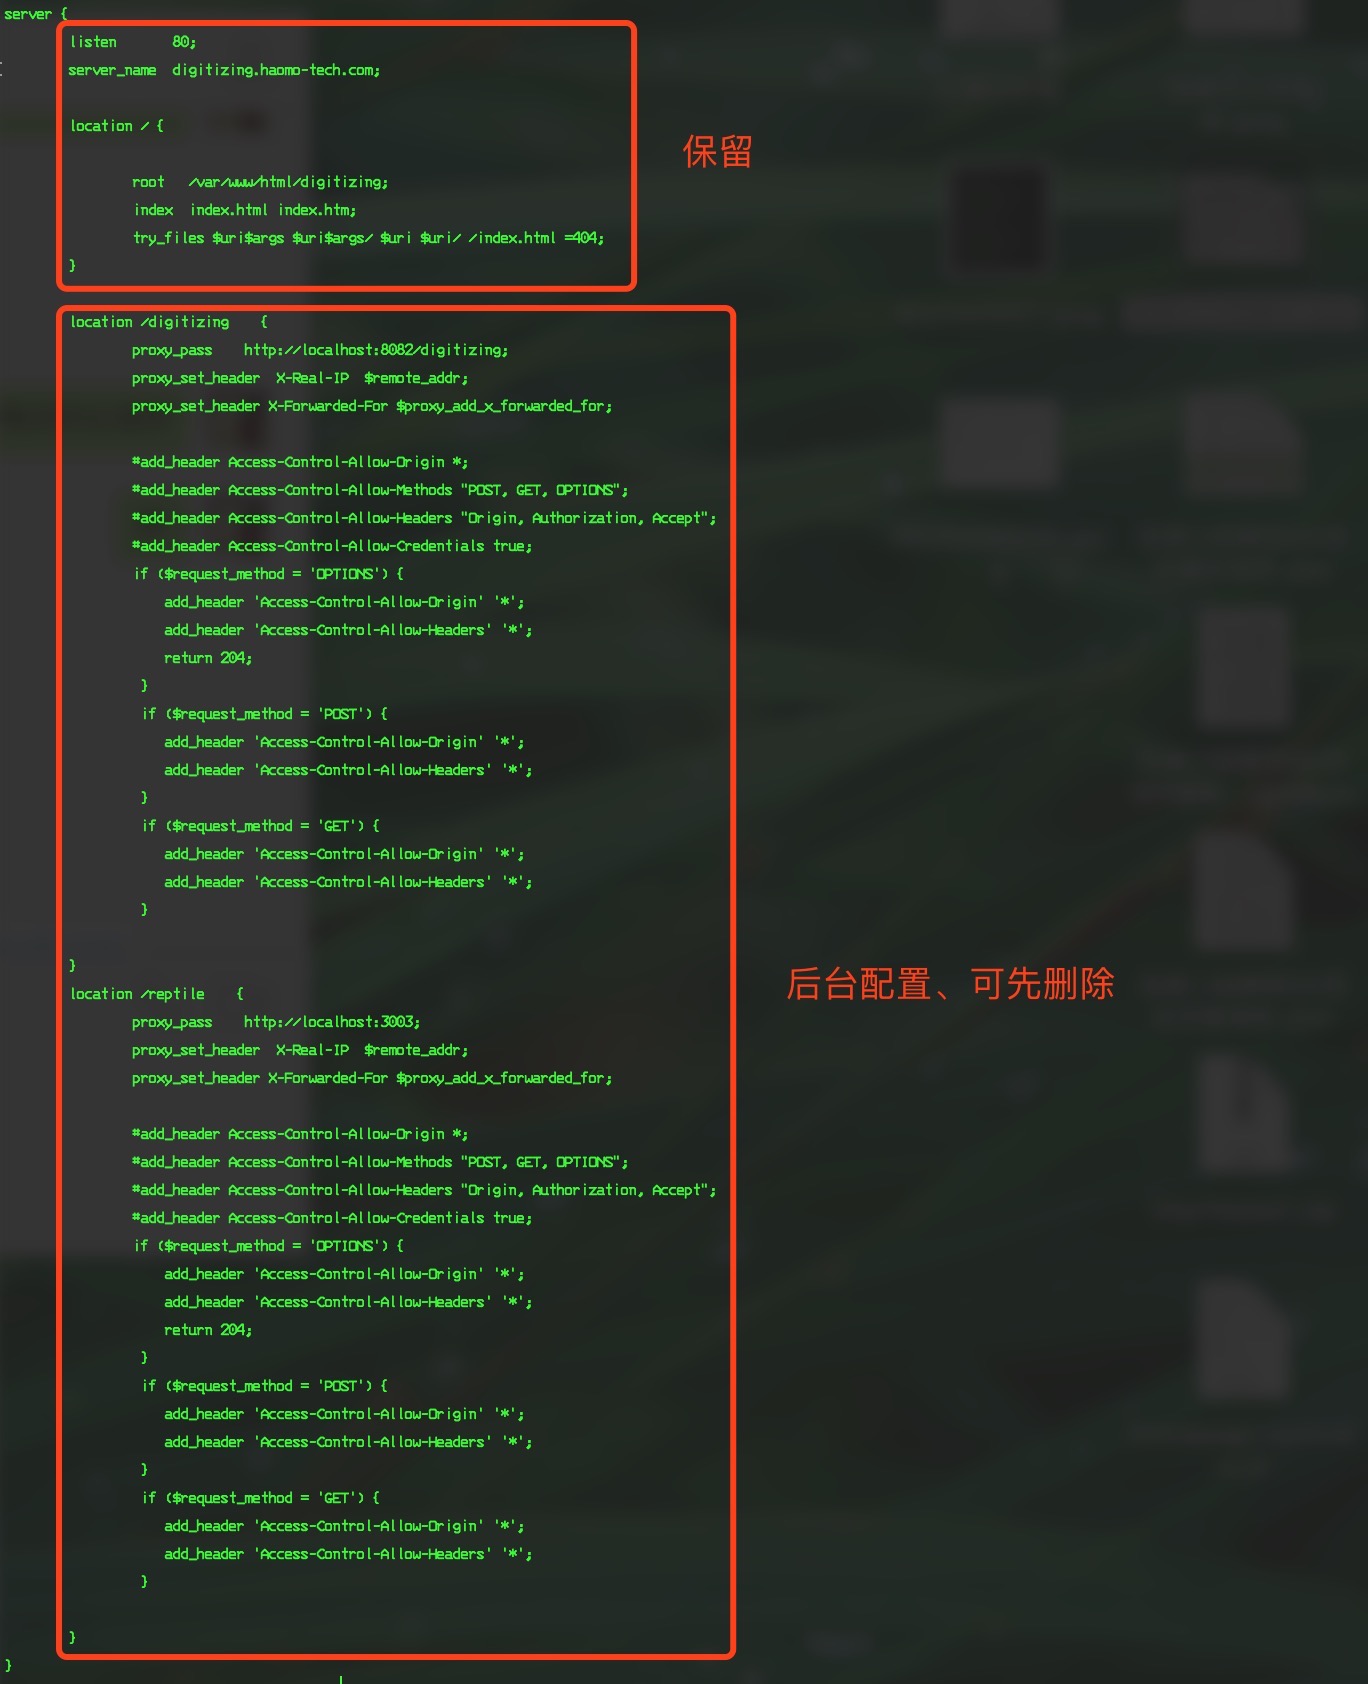 server {
listen 80;
server_name digitizing.haomo-tech.com;
location / {
保留
root /var/www/html/digitizing;
index index.html index.htm;
try_files $uri$args $uri$args/ $uri $uri/ /index.html =404;
}
location /digitizing {
proxy_pass http://localhost:8082/digitizing;
proxy_set_header X-Real-IP $remote_addr;
proxy_set_header X-Forwarded-For $proxy_add_x_forwarded_for;
#add_header Access-Control-Allow-Origin *;
#add_header Access-Control-Allow-Methods "POST, GET, OPTIONS";
#add_header Access-Control-Allow-Headers "Origin, Authorization, Accept";
#add_header Access-Control-Allow-Credentials true;
if ($request_method = 'OPTIONS') {
add_header 'Access-Control-Allow-Origin' '*';
add_header 'Access-Control-Allow-Headers' '*';
return 204;
}
if ($request_method = 'POST') {
add_header 'Access-Control-Allow-Origin' '*';
add_header 'Access-Control-Allow-Headers' '*';
}
if ($request_method = 'GET') {
add_header 'Access-Control-Allow-Origin' '*';
add_header 'Access-Control-Allow-Headers' '*';
}
}
后台配置、可先删除
location /reptile {
proxy_pass http://localhost:3003;
proxy_set_header X-Real-IP $remote_addr;
proxy_set_header X-Forwarded-For $proxy_add_x_forwarded_for;
#add_header Access-Control-Allow-Origin *;
#add_header Access-Control-Allow-Methods "POST, GET, OPTIONS";
#add_header Access-Control-Allow-Headers "Origin, Authorization, Accept";
#add_header Access-Control-Allow-Credentials true;
if ($request_method = 'OPTIONS') {
add_header 'Access-Control-Allow-Origin' '*';
add_header 'Access-Control-Allow-Headers' '*';
return 204;
}
if ($request_method = 'POST') {
add_header 'Access-Control-Allow-Origin' '*';
add_header 'Access-Control-Allow-Headers' '*';
}
if ($request_method = 'GET') {
add_header 'Access-Control-Allow-Origin' '*';
add_header 'Access-Control-Allow-Headers' '*';
}
}
}